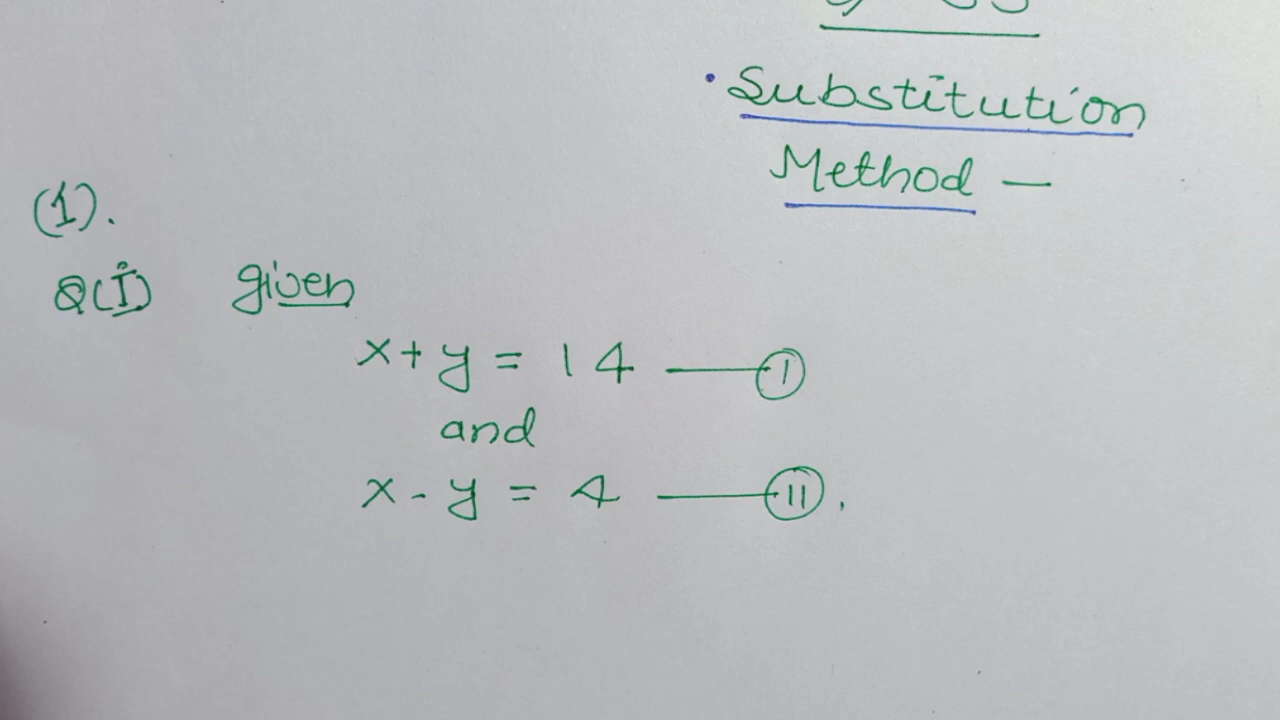 • Substitution
Method —
(1).
Q(I) given
x + y = 14 —— (I)
and
x - y = 4 —— (II).